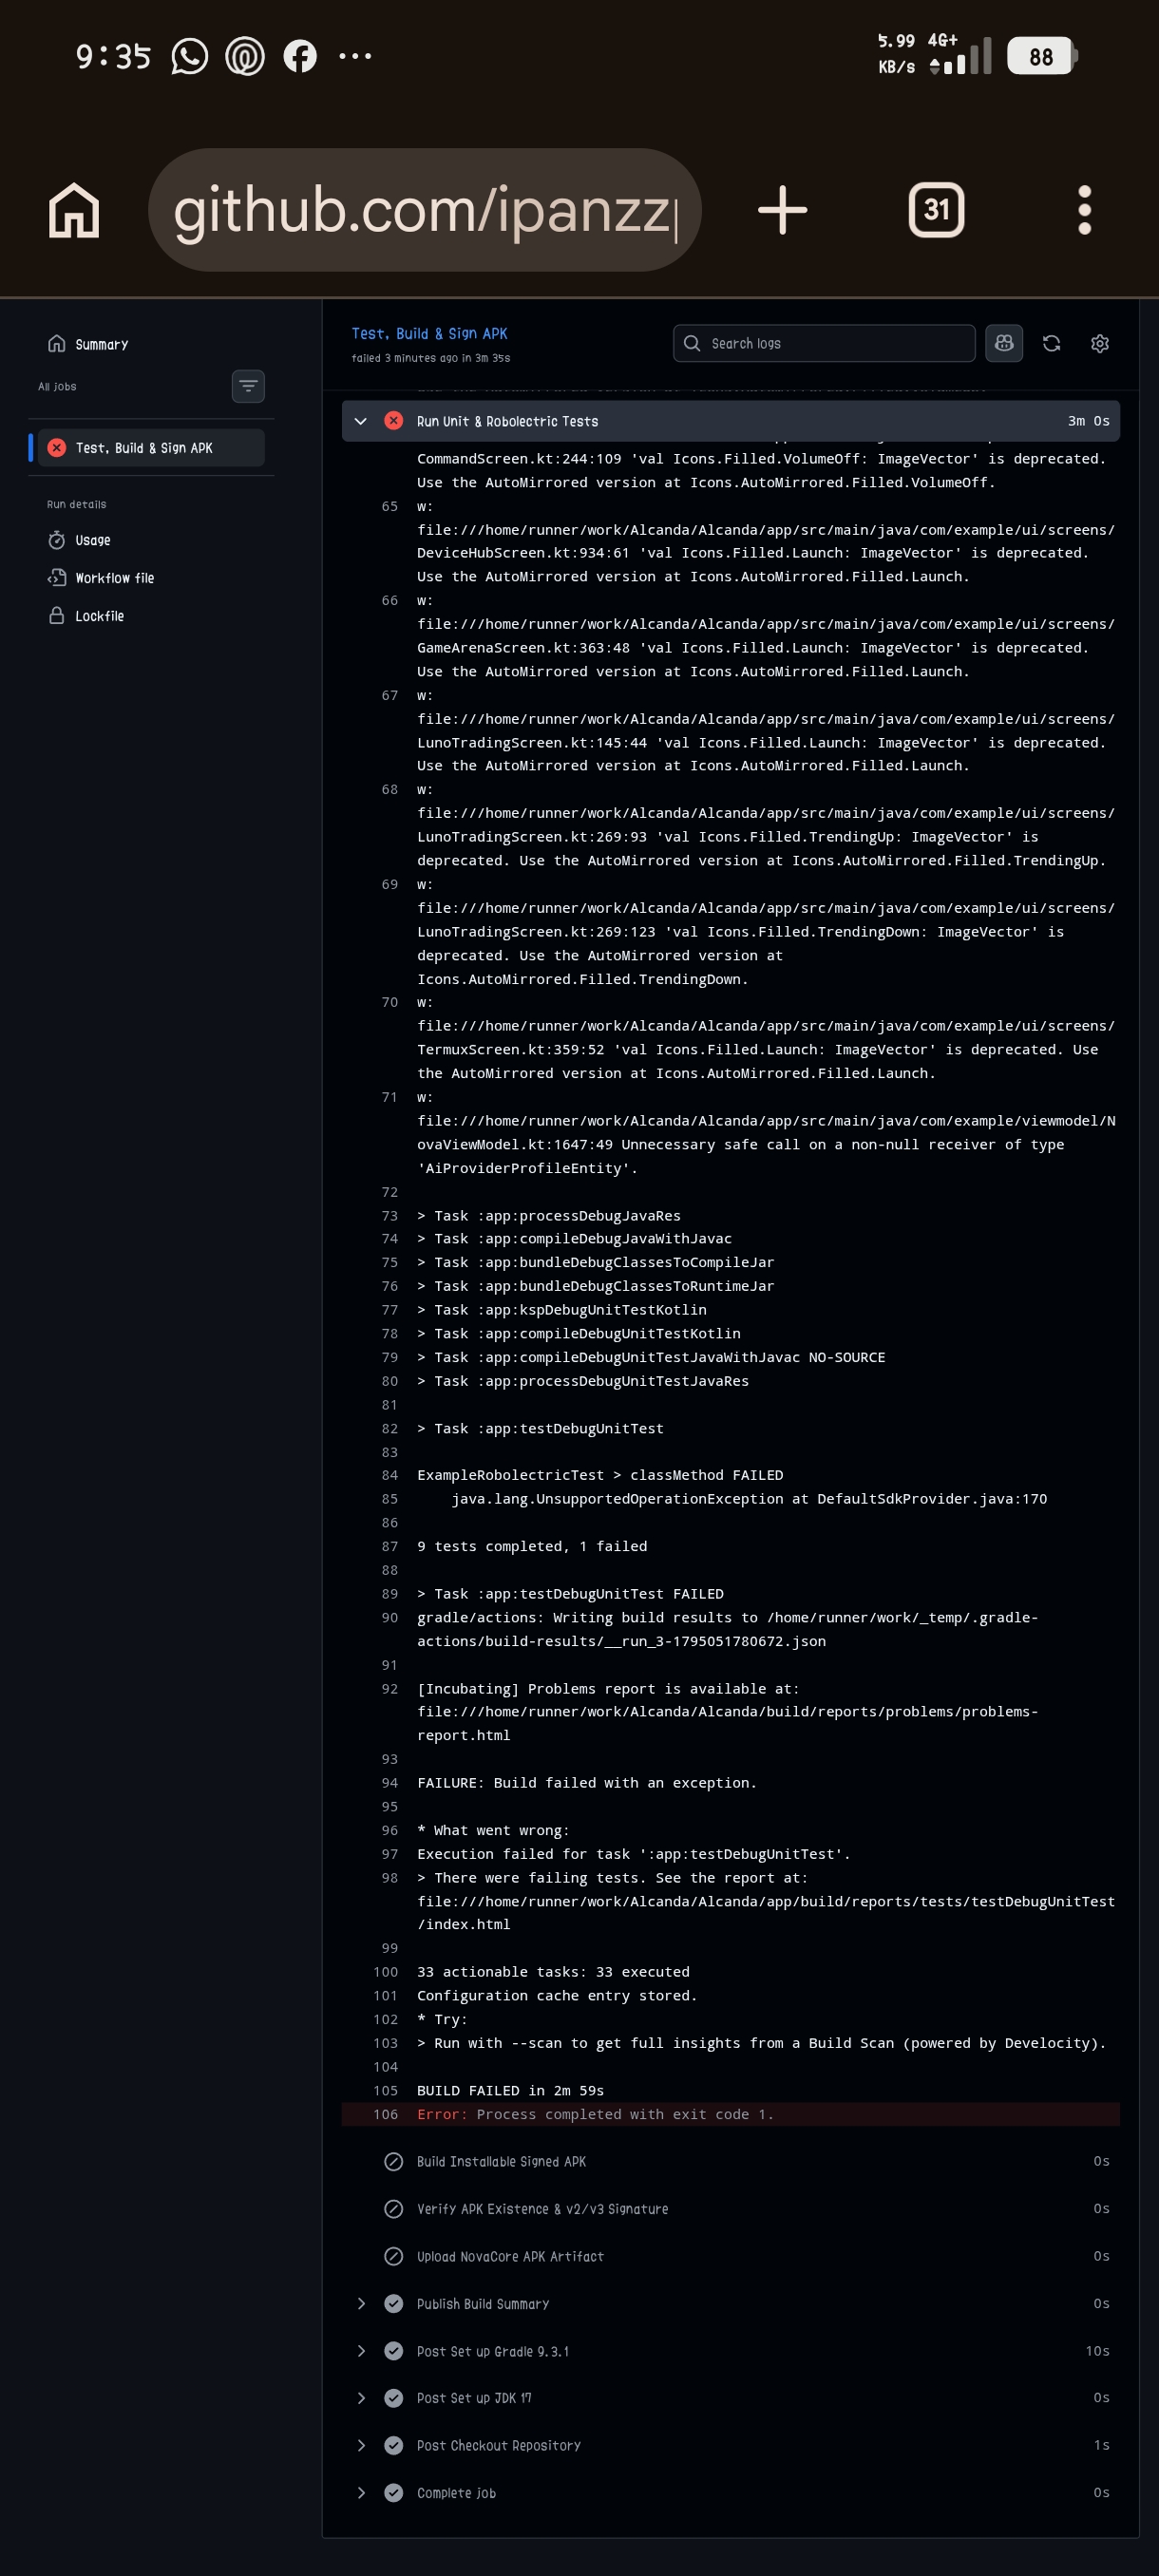 9:35
5.99 KB/s 4G+ 88
github.com/ipanzz
31
Summary
All jobs
Test, Build & Sign APK
Run details
Usage
Workflow file
Lockfile
Test, Build & Sign APK
failed 3 minutes ago in 3m 35s
Search logs
Run Unit & Robolectric Tests 3m 0s
CommandScreen.kt:244:109 'val Icons.Filled.VolumeOff: ImageVector' is deprecated.
Use the AutoMirrored version at Icons.AutoMirrored.Filled.VolumeOff.
65 w:
file:///home/runner/work/Alcanda/Alcanda/app/src/main/java/com/example/ui/screens/
DeviceHubScreen.kt:934:61 'val Icons.Filled.Launch: ImageVector' is deprecated.
Use the AutoMirrored version at Icons.AutoMirrored.Filled.Launch.
66 w:
file:///home/runner/work/Alcanda/Alcanda/app/src/main/java/com/example/ui/screens/
GameArenaScreen.kt:363:48 'val Icons.Filled.Launch: ImageVector' is deprecated.
Use the AutoMirrored version at Icons.AutoMirrored.Filled.Launch.
67 w:
file:///home/runner/work/Alcanda/Alcanda/app/src/main/java/com/example/ui/screens/
LunoTradingScreen.kt:145:44 'val Icons.Filled.Launch: ImageVector' is deprecated.
Use the AutoMirrored version at Icons.AutoMirrored.Filled.Launch.
68 w:
file:///home/runner/work/Alcanda/Alcanda/app/src/main/java/com/example/ui/screens/
LunoTradingScreen.kt:269:93 'val Icons.Filled.TrendingUp: ImageVector' is
deprecated. Use the AutoMirrored version at Icons.AutoMirrored.Filled.TrendingUp.
69 w:
file:///home/runner/work/Alcanda/Alcanda/app/src/main/java/com/example/ui/screens/
LunoTradingScreen.kt:269:123 'val Icons.Filled.TrendingDown: ImageVector' is
deprecated. Use the AutoMirrored version at
Icons.AutoMirrored.Filled.TrendingDown.
70 w:
file:///home/runner/work/Alcanda/Alcanda/app/src/main/java/com/example/ui/screens/
TermuxScreen.kt:359:52 'val Icons.Filled.Launch: ImageVector' is deprecated. Use
the AutoMirrored version at Icons.AutoMirrored.Filled.Launch.
71 w:
file:///home/runner/work/Alcanda/Alcanda/app/src/main/java/com/example/viewmodel/N
ovaViewModel.kt:1647:49 Unnecessary safe call on a non-null receiver of type
'AiProviderProfileEntity'.
72
73 > Task :app:processDebugJavaRes
74 > Task :app:compileDebugJavaWithJavac
75 > Task :app:bundleDebugClassesToCompileJar
76 > Task :app:bundleDebugClassesToRuntimeJar
77 > Task :app:kspDebugUnitTestKotlin
78 > Task :app:compileDebugUnitTestKotlin
79 > Task :app:compileDebugUnitTestJavaWithJavac NO-SOURCE
80 > Task :app:processDebugUnitTestJavaRes
81
82 > Task :app:testDebugUnitTest
83
84 ExampleRobolectricTest > classMethod FAILED
85 java.lang.UnsupportedOperationException at DefaultSdkProvider.java:170
86
87 9 tests completed, 1 failed
88
89 > Task :app:testDebugUnitTest FAILED
90 gradle/actions: Writing build results to /home/runner/work/_temp/.gradle-
actions/build-results/__run_3-1795051780672.json
91
92 [Incubating] Problems report is available at:
file:///home/runner/work/Alcanda/Alcanda/build/reports/problems/problems-
report.html
93
94 FAILURE: Build failed with an exception.
95
96 * What went wrong:
97 Execution failed for task ':app:testDebugUnitTest'.
98 > There were failing tests. See the report at:
file:///home/runner/work/Alcanda/Alcanda/app/build/reports/tests/testDebugUnitTest
/index.html
99
100 33 actionable tasks: 33 executed
101 Configuration cache entry stored.
102 * Try:
103 > Run with --scan to get full insights from a Build Scan (powered by Develocity).
104
105 BUILD FAILED in 2m 59s
106 Error: Process completed with exit code 1.
Build Installable Signed APK 0s
Verify APK Existence & v2/v3 Signature 0s
Upload NovaCore APK Artifact 0s
Publish Build Summary 0s
Post Set up Gradle 9.3.1 10s
Post Set up JDK 17 0s
Post Checkout Repository 1s
Complete job 0s